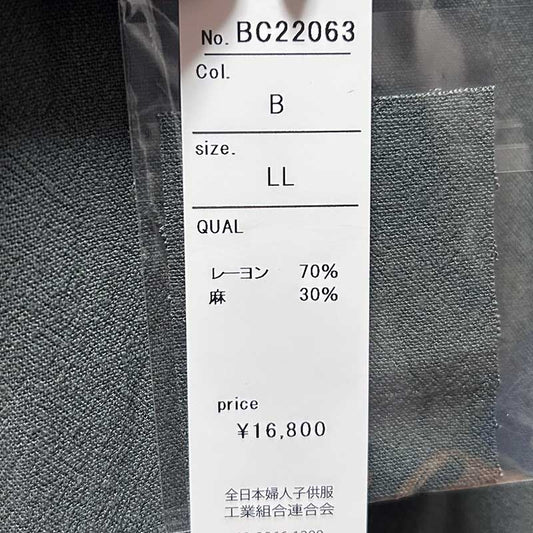 No. BC22063
Col.
B
size.
LL
QUAL
レーヨン 70%
麻 30%
price
¥16,800
全日本婦人子供服
工業組合連合会